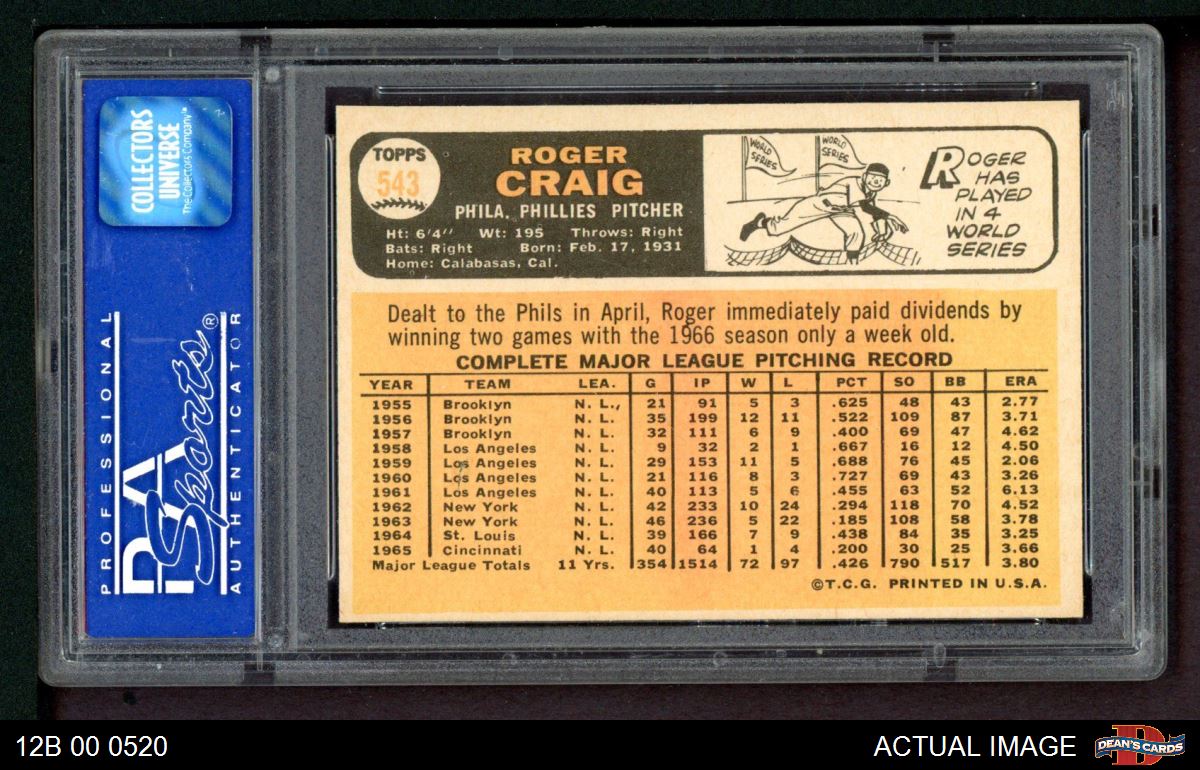 COLLECTORS
UNIVERSE
The Collectors Company™
PROFESSIONAL
PSA
Sports®
AUTHENTICATOR
TOPPS
543
ROGER
CRAIG
PHILA. PHILLIES PITCHER
Ht: 6'4" Wt: 195 Throws: Right
Bats: Right Born: Feb. 17, 1931
Home: Calabasas, Cal.
WORLD
SERIES
WORLD
SERIES
ROGER
HAS
PLAYED
IN 4
WORLD
SERIES
Dealt to the Phils in April, Roger immediately paid dividends by
winning two games with the 1966 season only a week old.
COMPLETE MAJOR LEAGUE PITCHING RECORD
YEAR TEAM LEA. G IP W L PCT SO BB ERA
1955 Brooklyn N. L., 21 91 5 3 .625 48 43 2.77
1956 Brooklyn N. L. 35 199 12 11 .522 109 87 3.71
1957 Brooklyn N. L. 32 111 6 9 .400 69 47 4.62
1958 Los Angeles N. L. 9 32 2 1 .667 16 12 4.50
1959 Los Angeles N. L. 29 153 11 5 .688 76 45 2.06
1960 Los Angeles N. L. 21 116 8 3 .727 69 43 3.26
1961 Los Angeles N. L. 40 113 5 6 .455 63 52 6.13
1962 New York N. L. 42 233 10 24 .294 118 70 4.52
1963 New York N. L. 46 236 5 22 .185 108 58 3.78
1964 St. Louis N. L. 39 166 7 9 .438 84 35 3.25
1965 Cincinnati N. L. 40 64 1 4 .200 30 25 3.66
Major League Totals 11 Yrs. 354 1514 72 97 .426 790 517 3.80
©T.C.G. PRINTED IN U.S.A.
12B 00 0520
ACTUAL IMAGE
D
DEAN'S CARDS